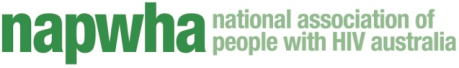 napwha national association of
people with HIV australia